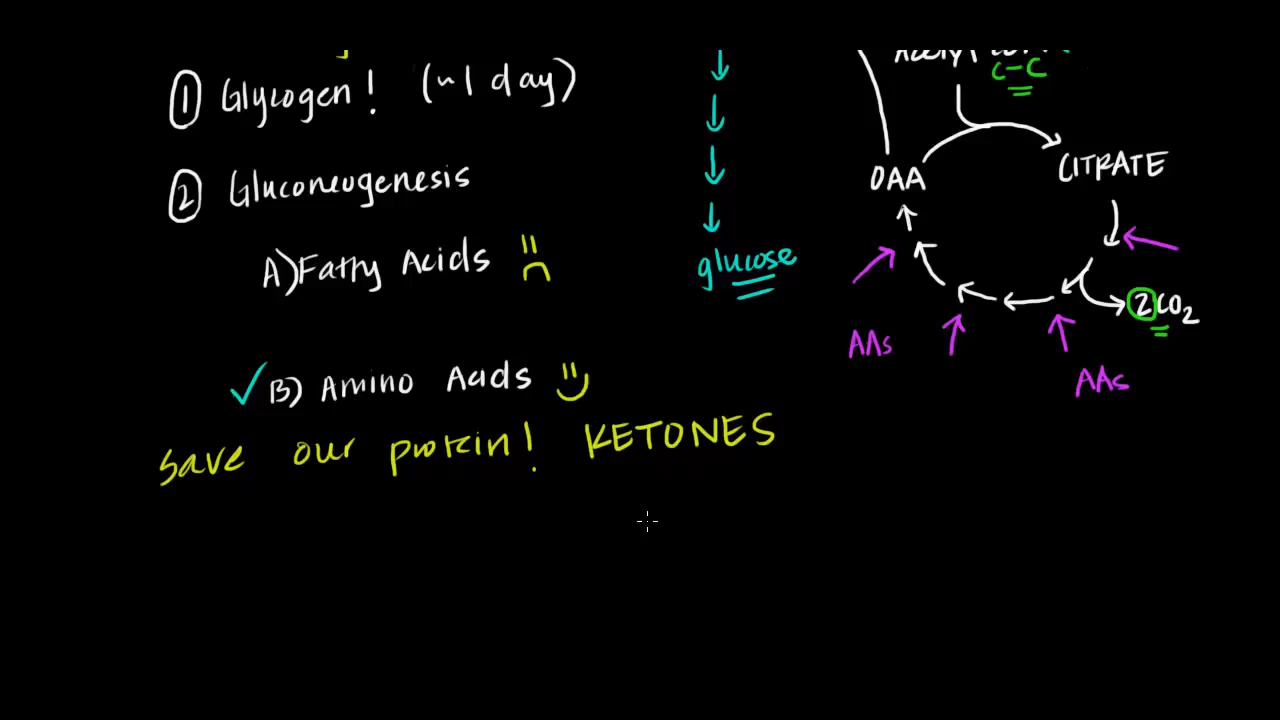 ① Glycogen! (~1 day)
② Gluconeogenesis
A) Fatty Acids
B) Amino Acids
save our protein! KETONES
glucose
Acetyl
C-C
OAA
CITRATE
2CO₂
AAs
AAs